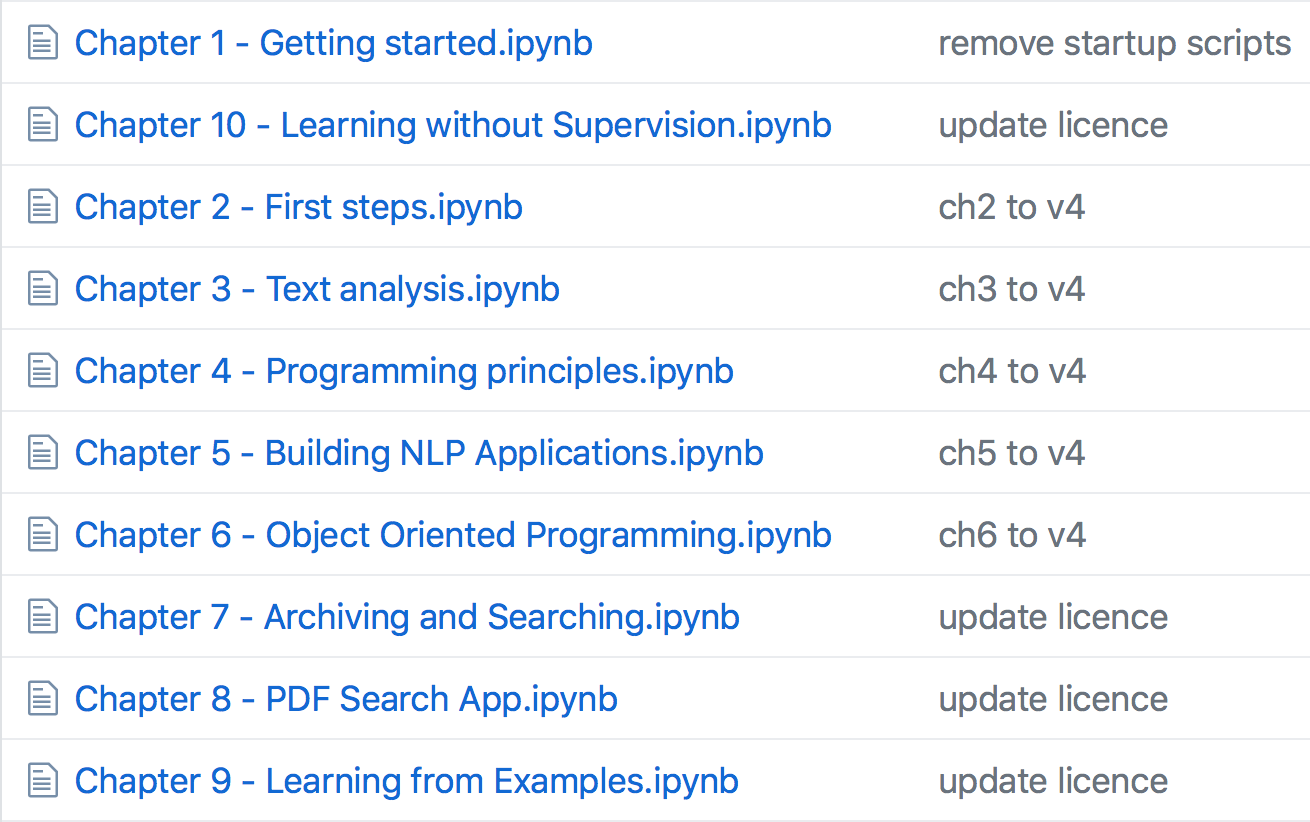 Chapter 1 - Getting started.ipynb remove startup scripts
Chapter 10 - Learning without Supervision.ipynb update licence
Chapter 2 - First steps.ipynb ch2 to v4
Chapter 3 - Text analysis.ipynb ch3 to v4
Chapter 4 - Programming principles.ipynb ch4 to v4
Chapter 5 - Building NLP Applications.ipynb ch5 to v4
Chapter 6 - Object Oriented Programming.ipynb ch6 to v4
Chapter 7 - Archiving and Searching.ipynb update licence
Chapter 8 - PDF Search App.ipynb update licence
Chapter 9 - Learning from Examples.ipynb update licence